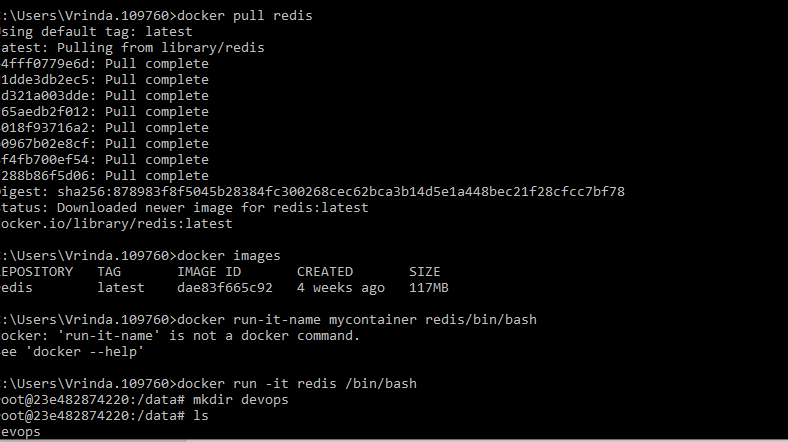 :\Users\Vrinda.109760>docker pull redis
sing default tag: latest
atest: Pulling from library/redis
4fff0779e6d: Pull complete
1dde3db2ec5: Pull complete
d321a003dde: Pull complete
65aedb2f012: Pull complete
018f93716a2: Pull complete
0967b02e8cf: Pull complete
f4fb700ef54: Pull complete
288b86f5d06: Pull complete
igest: sha256:878983f8f5045b28384fc300268cec62bca3b14d5e1a448bec21f28cfcc7bf78
tatus: Downloaded newer image for redis:latest
ocker.io/library/redis:latest
:\Users\Vrinda.109760>docker images
EPOSITORY TAG IMAGE ID CREATED SIZE
edis latest dae83f665c92 4 weeks ago 117MB
:\Users\Vrinda.109760>docker run-it-name mycontainer redis/bin/bash
ocker: 'run-it-name' is not a docker command.
ee 'docker --help'
:\Users\Vrinda.109760>docker run -it redis /bin/bash
oot@23e482874220:/data# mkdir devops
oot@23e482874220:/data# ls
evops